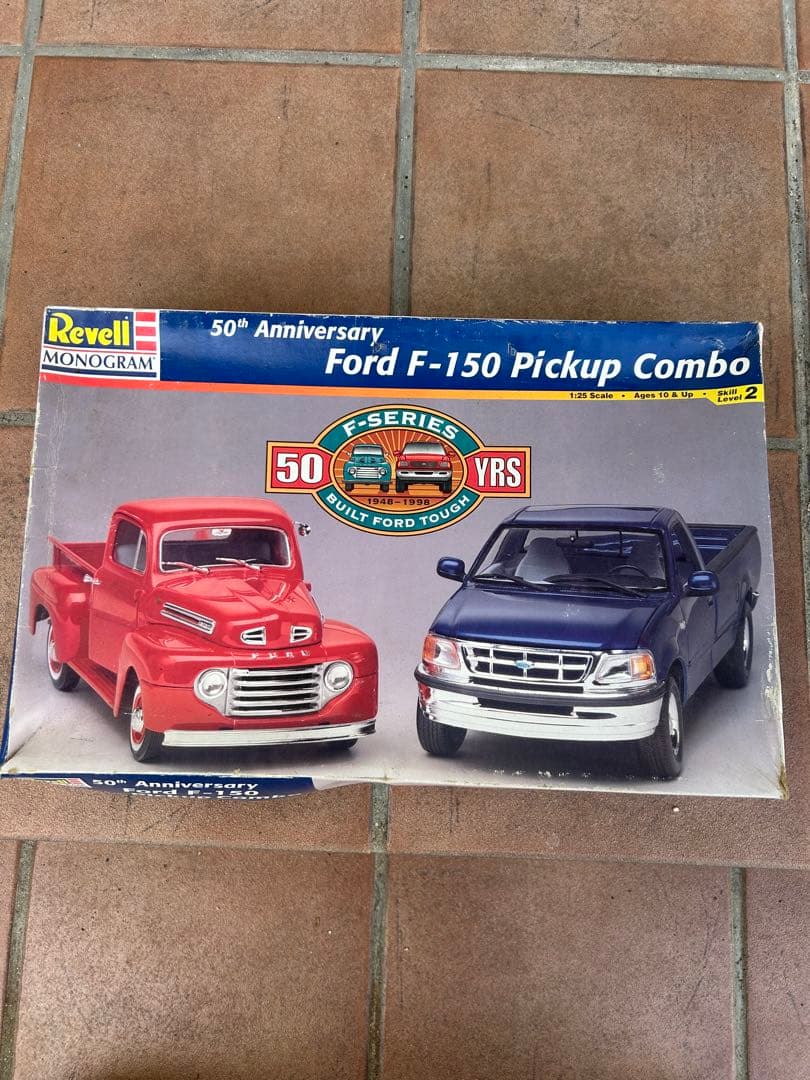 Revell
MONOGRAM
50th Anniversary
Ford F-150 Pickup Combo
1:25 Scale • Ages 10 & Up • Skill Level 2
F-SERIES
50 YRS
1948-1998
BUILT FORD TOUGH
FORD
50th Anniversary
Ford F-150